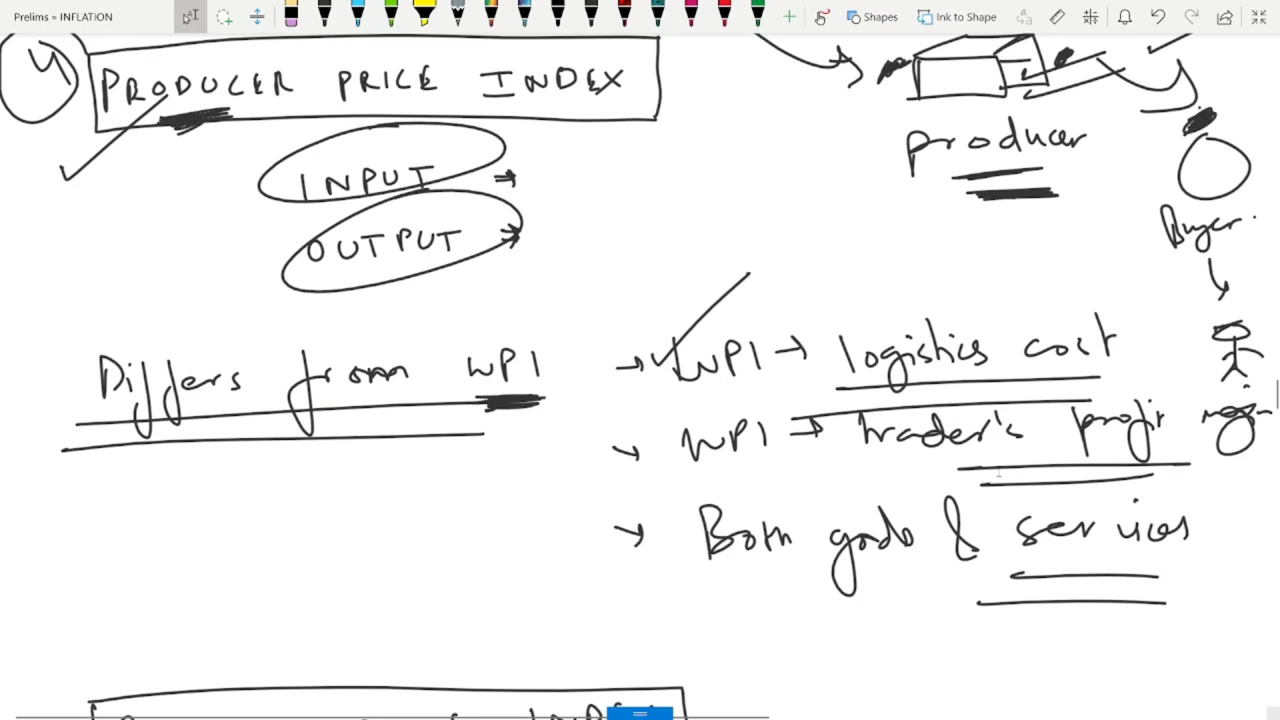 Prelims » INFLATION
Shapes
Ink to Shape
4
PRODUCER PRICE INDEX
INPUT →
OUTPUT →
producer
Buyer
Differs from WPI
→ WPI → logistics cost
→ WPI → trader's profit margin
→ Both goods & services